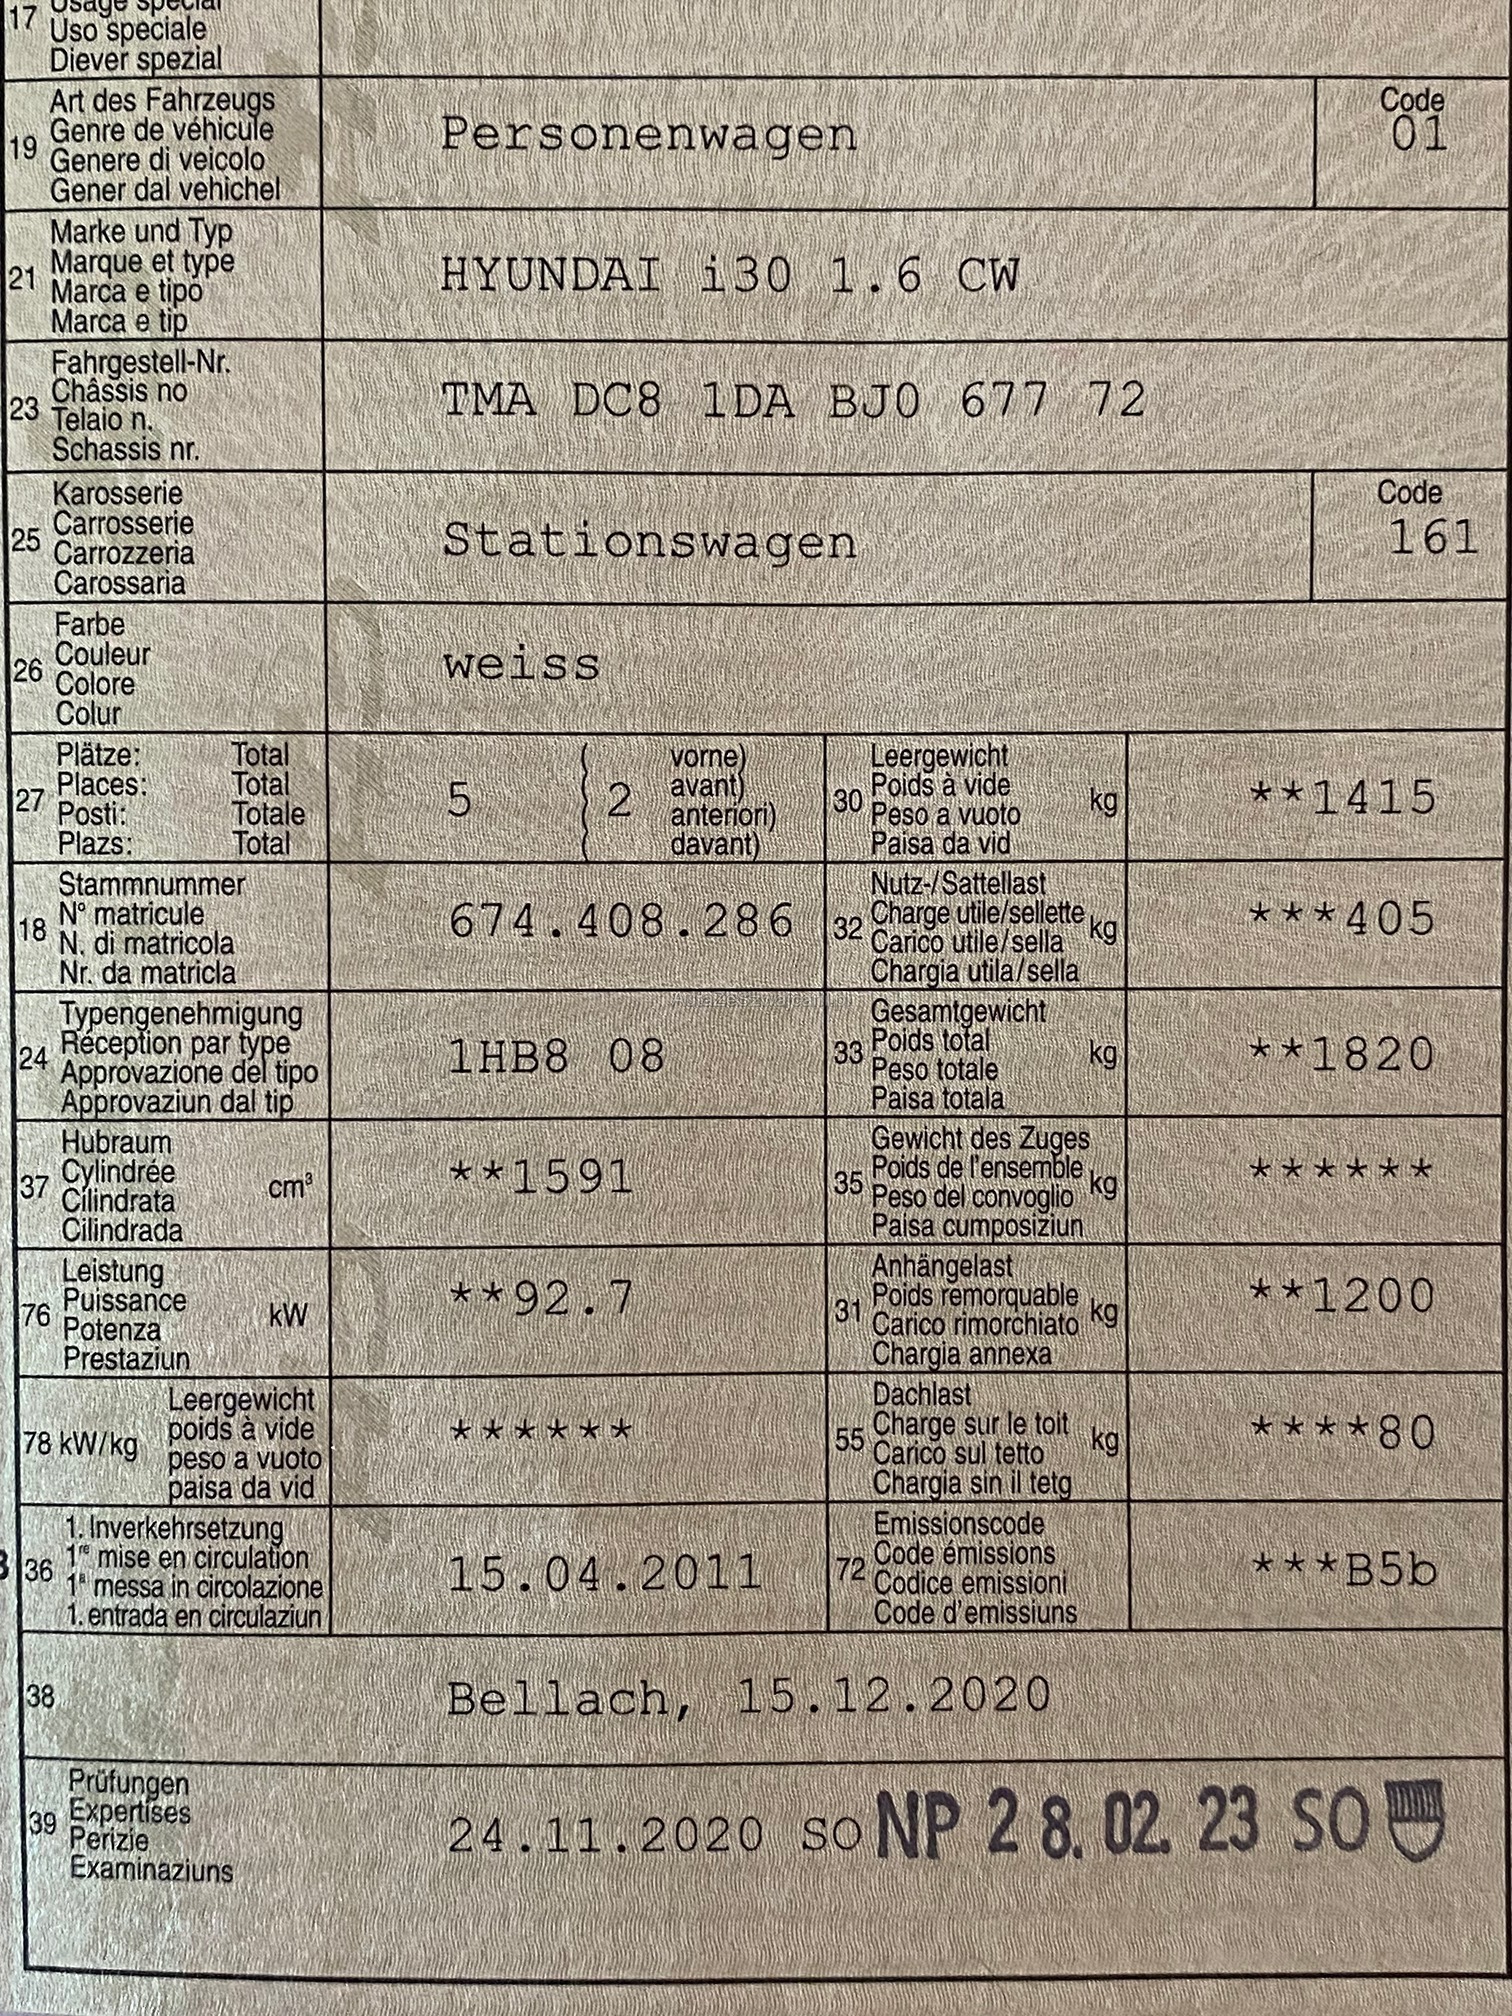 17 Usage spécial
Uso speciale
Diever spezial
19 Art des Fahrzeugs
Genre de véhicule
Genere di veicolo
Gener dal vehichel
Personenwagen
Code
01
21 Marke und Typ
Marque et type
Marca e tipo
Marca e tip
HYUNDAI i30 1.6 CW
23 Fahrgestell-Nr.
Châssis no
Telaio n.
Schassis nr.
TMA DC8 1DA BJ0 677 72
25 Karosserie
Carrosserie
Carrozzeria
Carossaria
Stationswagen
Code
161
26 Farbe
Couleur
Colore
Colur
weiss
27 Plätze: Total
Places: Total
Posti: Totale
Plazs: Total
5 ( 2 vorne)
avant)
anteriori)
davant)
30 Leergewicht
Poids à vide kg
Peso a vuoto
Paisa da vid
**1415
18 Stammnummer
N° matricule
N. di matricola
Nr. da matricla
674.408.286
32 Nutz-/Sattellast
Charge utile/sellette kg
Carico utile/sella
Chargia utila/sella
***405
24 Typengenehmigung
Réception par type
Approvazione del tipo
Approvaziun dal tip
1HB8 08
33 Gesamtgewicht
Poids total kg
Peso totale
Paisa totala
**1820
37 Hubraum
Cylindrée cm³
Cilindrata
Cilindrada
**1591
35 Gewicht des Zuges
Poids de l'ensemble kg
Peso del convoglio
Paisa cumposiziun
******
76 Leistung
Puissance kW
Potenza
Prestaziun
**92.7
31 Anhängelast
Poids remorquable kg
Carico rimorchiato
Chargia annexa
**1200
78 kW/kg Leergewicht
poids à vide
peso a vuoto
paisa da vid
******
55 Dachlast
Charge sur le toit kg
Carico sul tetto
Chargia sin il tetg
****80
36 1. Inverkehrsetzung
1re mise en circulation
1a messa in circolazione
1. entrada en circulaziun
15.04.2011
72 Emissionscode
Code émissions
Codice emissioni
Code d'emissiuns
***B5b
38 Bellach, 15.12.2020
39 Prüfungen
Expertises
Perizie
Examinaziuns
24.11.2020 SO NP 28.02.23 SO